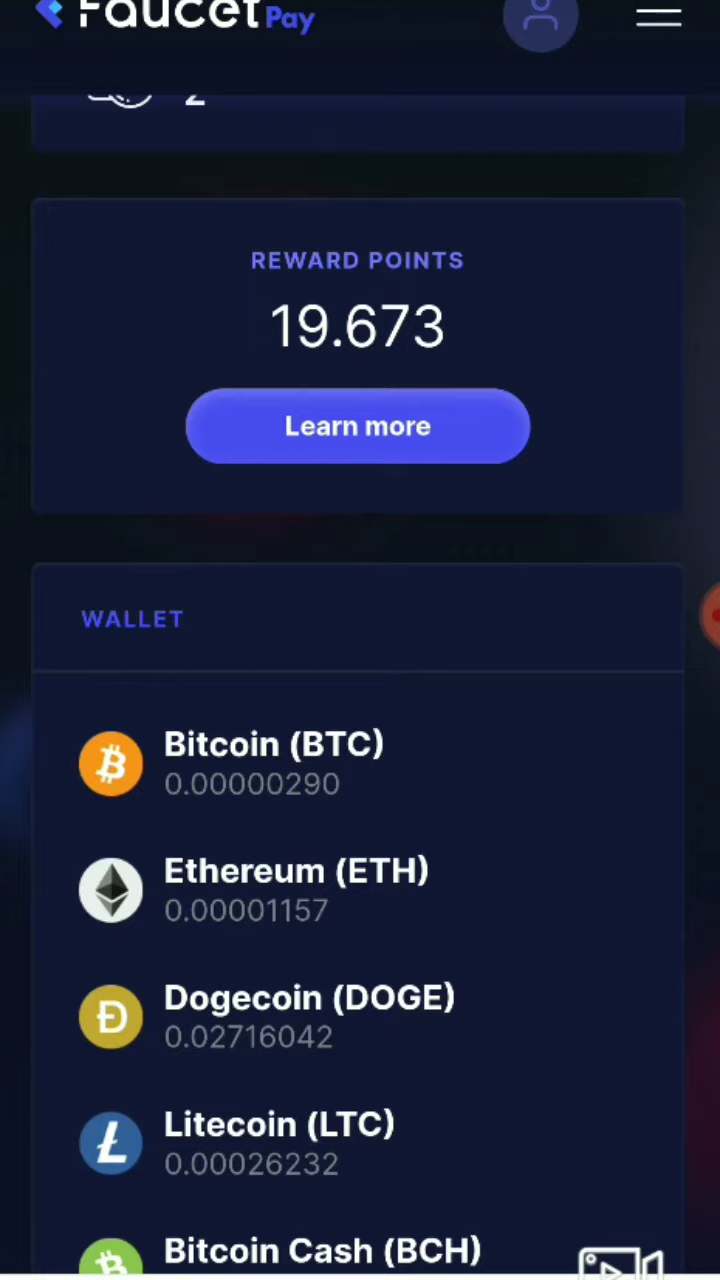 FaucetPay
2
REWARD POINTS
19.673
Learn more
WALLET
Bitcoin (BTC)
0.00000290
Ethereum (ETH)
0.00001157
Dogecoin (DOGE)
0.02716042
Litecoin (LTC)
0.00026232
Bitcoin Cash (BCH)